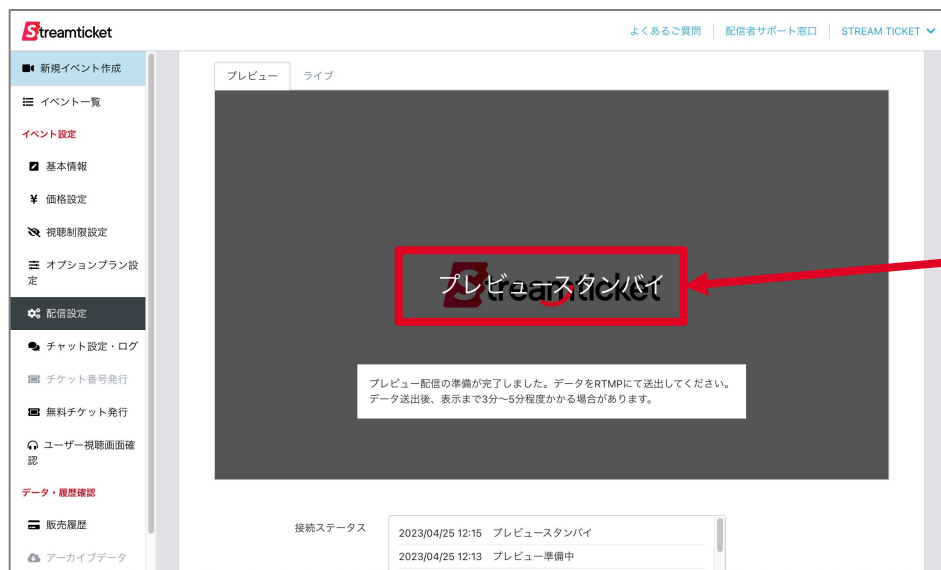 Streamticket
よくあるご質問
配信者サポート窓口
STREAM TICKET
新規イベント作成
イベント一覧
イベント設定
基本情報
価格設定
視聴制限設定
オプションプラン設
定
配信設定
チャット設定・ログ
チケット番号発行
無料チケット発行
ユーザー視聴画面確
認
データ・履歴確認
販売履歴
アーカイブデータ
プレビュー
ライブ
Streamticket
プレビュースタンバイ
プレビュー配信の準備が完了しました。データをRTMPにて送出してください。
データ送出後、表示まで3分〜5分程度かかる場合があります。
接続ステータス
2023/04/25 12:15 プレビュースタンバイ
2023/04/25 12:13 プレビュー準備中